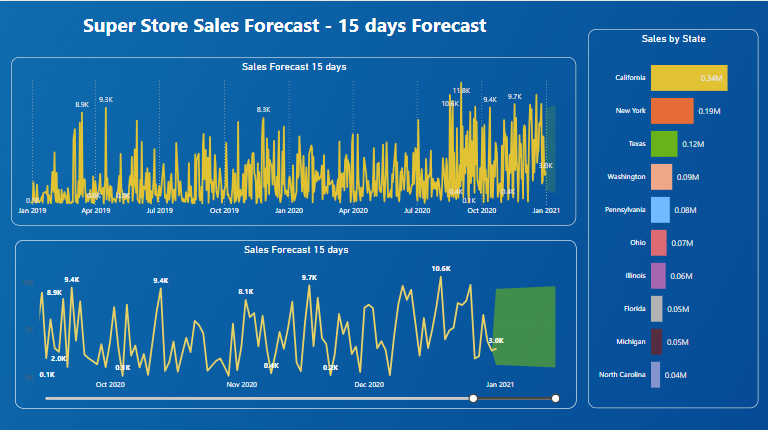 Super Store Sales Forecast - 15 days Forecast
Sales Forecast 15 days
11.8K
10.6K
8.9K
9.3K
8.3K
9.4K
9.7K
3.0K
0.4K
0.1K
Jan 2019
Apr 2019
Jul 2019
Oct 2019
Jan 2020
Apr 2020
Jul 2020
Oct 2020
Jan 2021
Sales Forecast 15 days
8.9K
9.4K
9.4K
8.1K
9.7K
10.6K
2.0K
0.1K
0.1K
0.4K
0.2K
3.0K
Oct 2020
Nov 2020
Dec 2020
Jan 2021
Sales by State
California 0.34M
New York 0.19M
Texas 0.12M
Washington 0.09M
Pennsylvania 0.08M
Ohio 0.07M
Illinois 0.06M
Florida 0.05M
Michigan 0.05M
North Carolina 0.04M